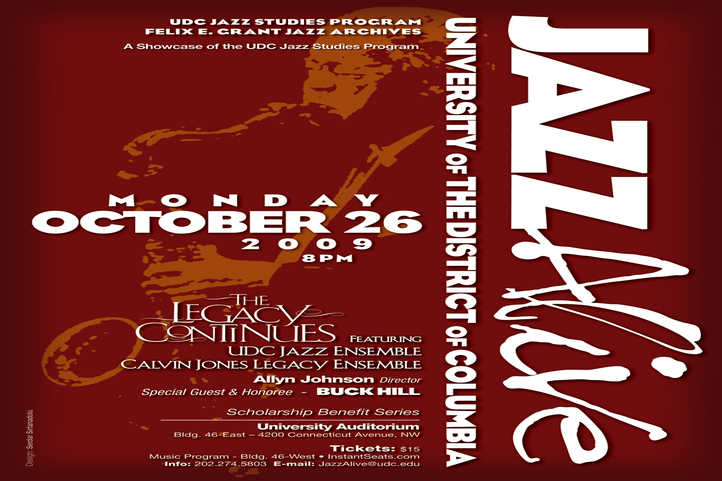 UDC JAZZ STUDIES PROGRAM
FELIX E. GRANT JAZZ ARCHIVES
A Showcase of the UDC Jazz Studies Program
MONDAY
OCTOBER 26
2009
8PM
THE
LEGACY
CONTINUES FEATURING
UDC JAZZ ENSEMBLE
CALVIN JONES LEGACY ENSEMBLE
Allyn Johnson Director
Special Guest & Honoree - BUCK HILL
Scholarship Benefit Series
University Auditorium
Bldg. 46-East – 4200 Connecticut Avenue, NW
Tickets: $15
Music Program - Bldg. 46-West • InstantSeats.com
Info: 202.274.5803 E-mail: JazzAlive@udc.edu
UNIVERSITY OF THE DISTRICT OF COLUMBIA
JAZZ Alive